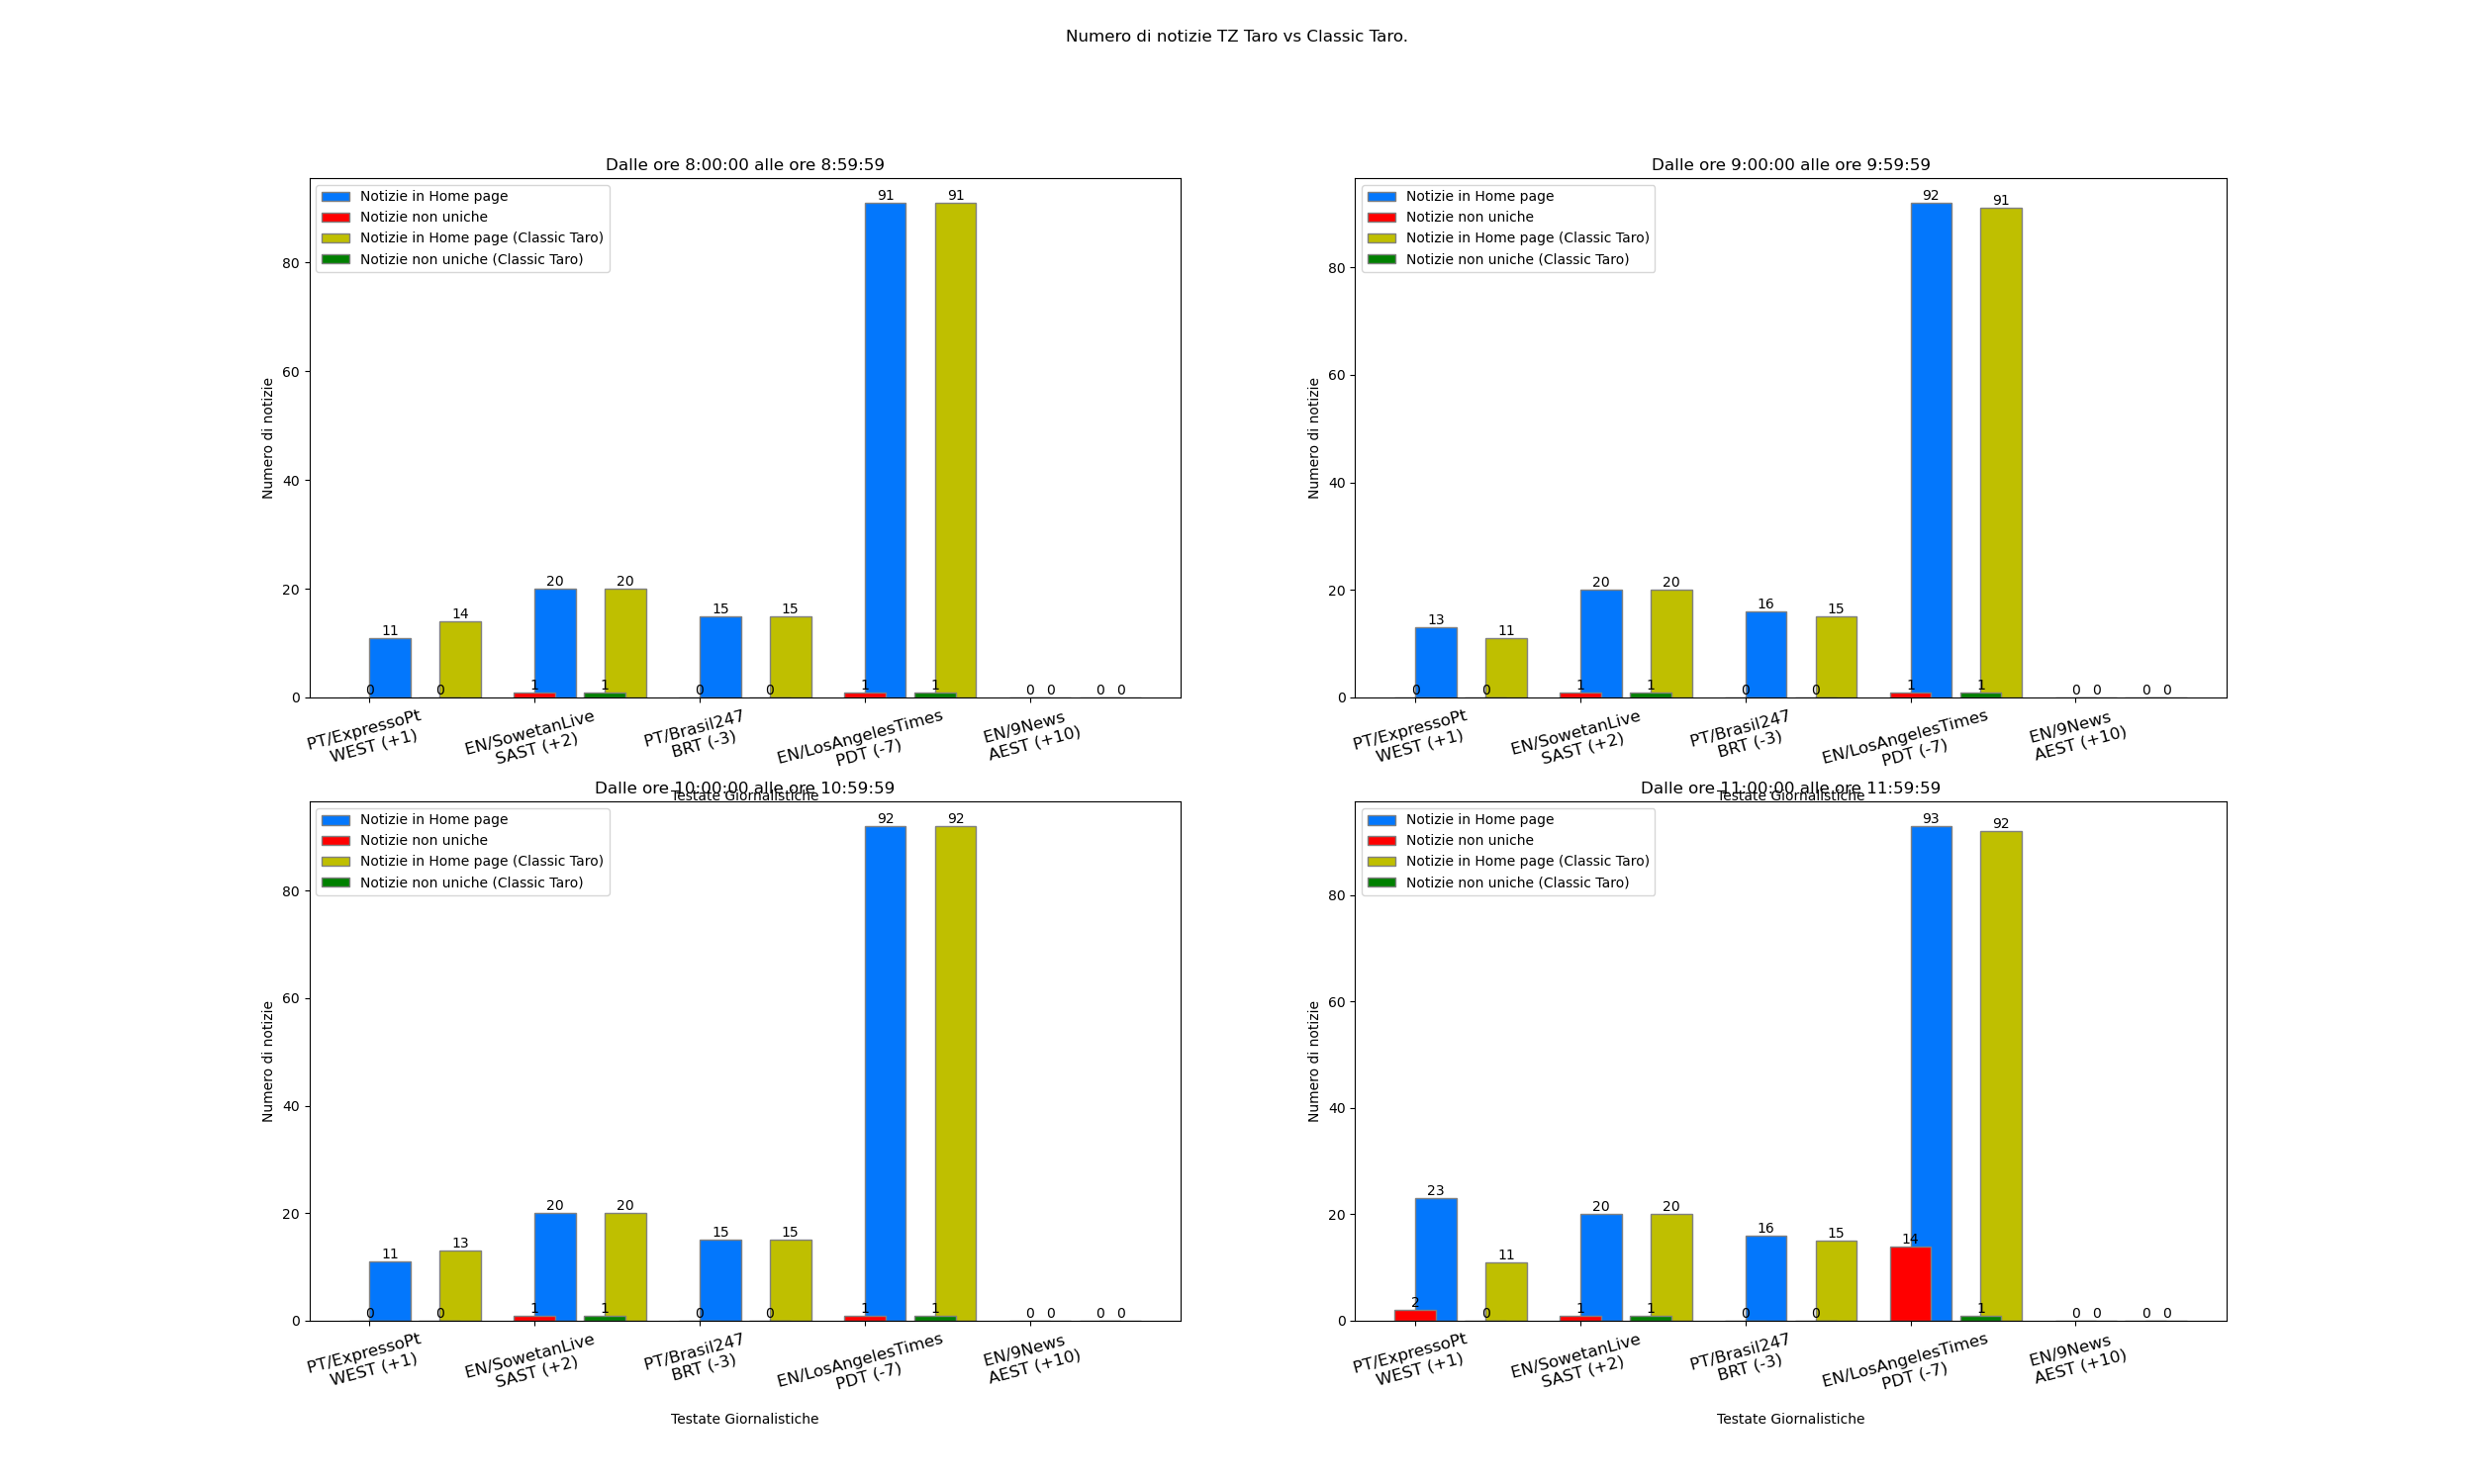 Numero di notizie TZ Taro vs Classic Taro.
Dalle ore 8:00:00 alle ore 8:59:59
Notizie in Home page
Notizie non uniche
Notizie in Home page (Classic Taro)
Notizie non uniche (Classic Taro)
Numero di notizie
80
60
40
20
0
11
0
14
0
20
1
20
1
15
0
15
0
91
1
91
1
0 0 0 0
PT/ExpressoPt
WEST (+1)
EN/SowetanLive
SAST (+2)
PT/Brasil247
BRT (-3)
EN/LosAngelesTimes
PDT (-7)
EN/9News
AEST (+10)
Testate Giornalistiche
Dalle ore 9:00:00 alle ore 9:59:59
Notizie in Home page
Notizie non uniche
Notizie in Home page (Classic Taro)
Notizie non uniche (Classic Taro)
Numero di notizie
80
60
40
20
0
13
0
11
0
20
1
20
1
16
0
15
0
92
1
91
1
0 0 0 0
PT/ExpressoPt
WEST (+1)
EN/SowetanLive
SAST (+2)
PT/Brasil247
BRT (-3)
EN/LosAngelesTimes
PDT (-7)
EN/9News
AEST (+10)
Testate Giornalistiche
Dalle ore 10:00:00 alle ore 10:59:59
Notizie in Home page
Notizie non uniche
Notizie in Home page (Classic Taro)
Notizie non uniche (Classic Taro)
Numero di notizie
80
60
40
20
0
11
0
13
0
20
1
20
1
15
0
15
0
92
1
92
1
0 0 0 0
PT/ExpressoPt
WEST (+1)
EN/SowetanLive
SAST (+2)
PT/Brasil247
BRT (-3)
EN/LosAngelesTimes
PDT (-7)
EN/9News
AEST (+10)
Testate Giornalistiche
Dalle ore 11:00:00 alle ore 11:59:59
Notizie in Home page
Notizie non uniche
Notizie in Home page (Classic Taro)
Notizie non uniche (Classic Taro)
Numero di notizie
80
60
40
20
0
23
2
11
0
20
1
20
1
16
0
15
0
93
14
92
1
0 0 0 0
PT/ExpressoPt
WEST (+1)
EN/SowetanLive
SAST (+2)
PT/Brasil247
BRT (-3)
EN/LosAngelesTimes
PDT (-7)
EN/9News
AEST (+10)
Testate Giornalistiche